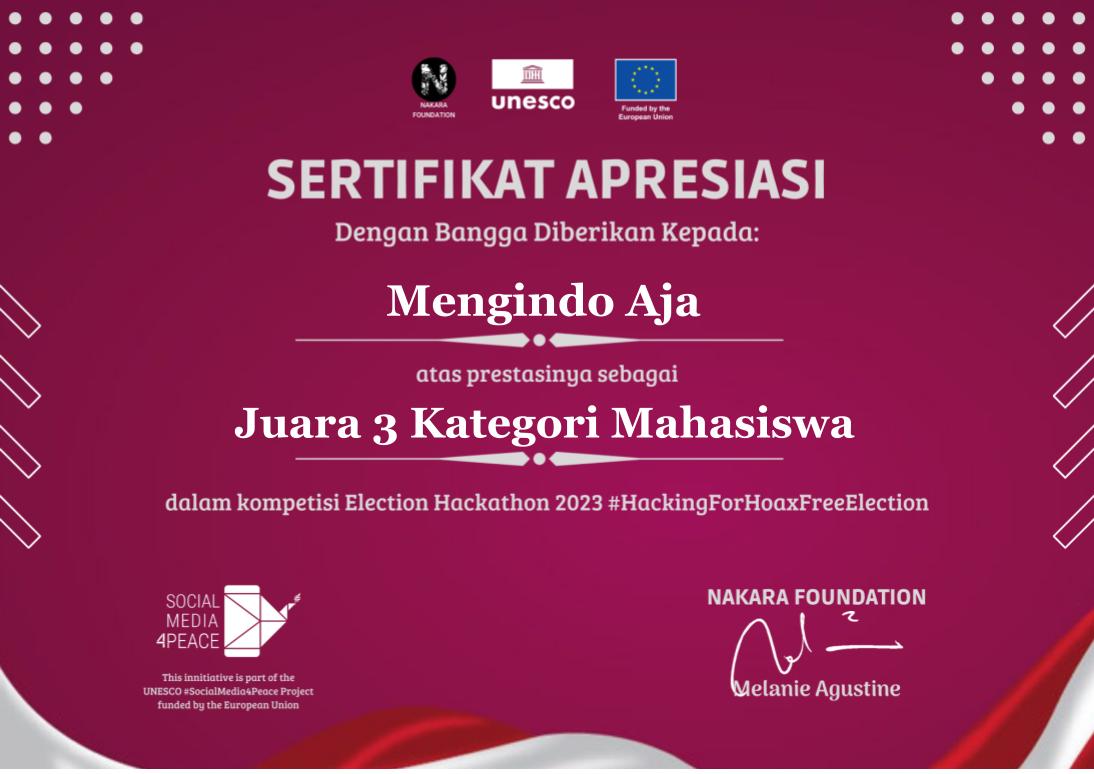 N
NAKARA
FOUNDATION
unesco
Funded by the
European Union
SERTIFIKAT APRESIASI
Dengan Bangga Diberikan Kepada:
Mengindo Aja
atas prestasinya sebagai
Juara 3 Kategori Mahasiswa
dalam kompetisi Election Hackathon 2023 #HackingForHoaxFreeElection
SOCIAL
MEDIA
4PEACE
This innitiative is part of the
UNESCO #SocialMedia4Peace Project
funded by the European Union
NAKARA FOUNDATION
Melanie Agustine